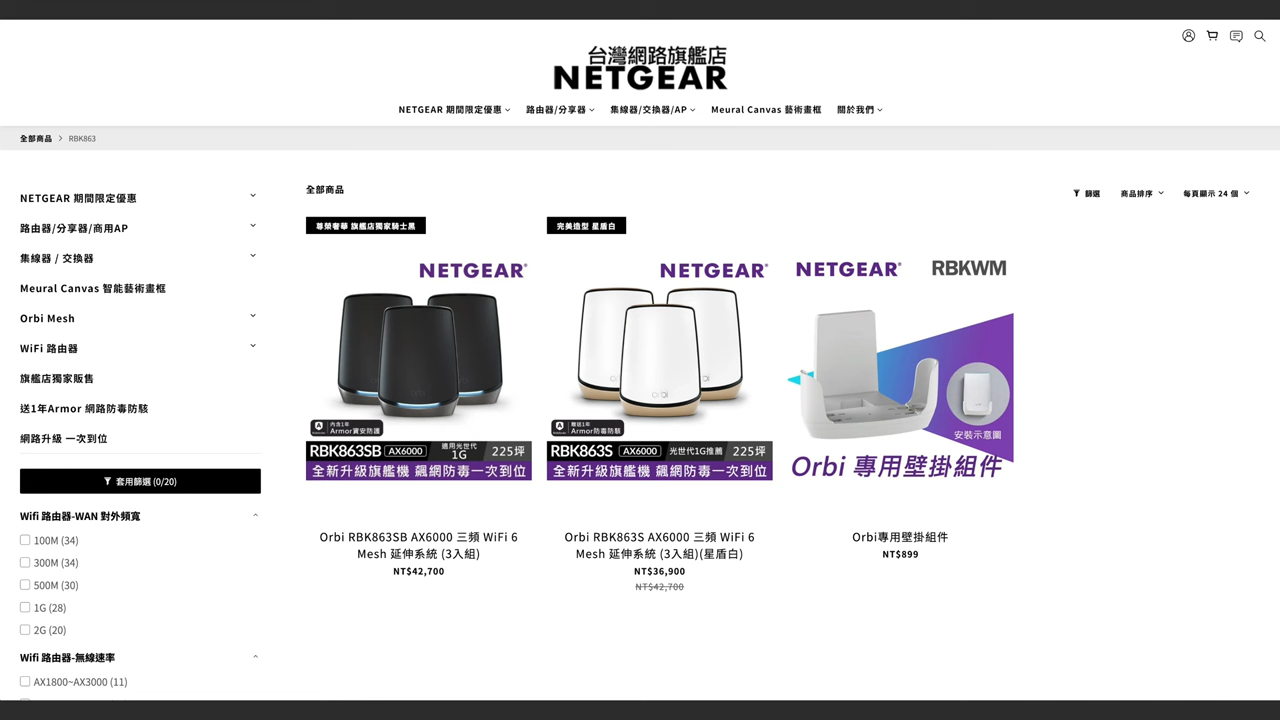 台灣網路旗艦店
NETGEAR
NETGEAR 期間限定優惠
路由器/分享器
集線器/交換器/AP
Meural Canvas 藝術畫框
關於我們
全部商品 > RBK863
NETGEAR 期間限定優惠
路由器/分享器/商用AP
集線器 / 交換器
Meural Canvas 智能藝術畫框
Orbi Mesh
WiFi 路由器
旗艦店獨家販售
送1年Armor 網路防毒防駭
網路升級 一次到位
套用篩選 (0/20)
Wifi 路由器-WAN 對外頻寬
100M (34)
300M (34)
500M (30)
1G (28)
2G (20)
Wifi 路由器-無線速率
AX1800~AX3000 (11)
全部商品
篩選
商品排序
每頁顯示 24 個
尊榮奢華 旗艦店獨家騎士黑
NETGEAR
orbi
內含1年
Armor資安防護
RBK863SB AX6000 適用光世代 1G 225坪
全新升級旗艦機 飆網防毒一次到位
Orbi RBK863SB AX6000 三頻 WiFi 6
Mesh 延伸系統 (3入組)
NT$42,700
完美造型 星盾白
NETGEAR
orbi
贈送1年
Armor防毒防駭
RBK863S AX6000 光世代1G推薦 225坪
全新升級旗艦機 飆網防毒一次到位
Orbi RBK863S AX6000 三頻 WiFi 6
Mesh 延伸系統 (3入組)(星盾白)
NT$36,900
NT$42,700
NETGEAR RBKWM
安裝示意圖
Orbi 專用壁掛組件
Orbi專用壁掛組件
NT$899